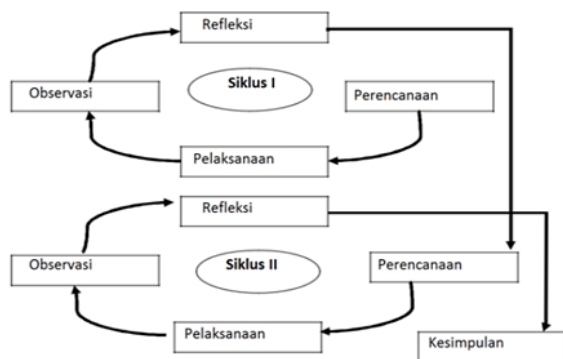 Refleksi
Siklus I
Observasi
Perencanaan
Pelaksanaan
Refleksi
Siklus II
Observasi
Perencanaan
Pelaksanaan
Kesimpulan